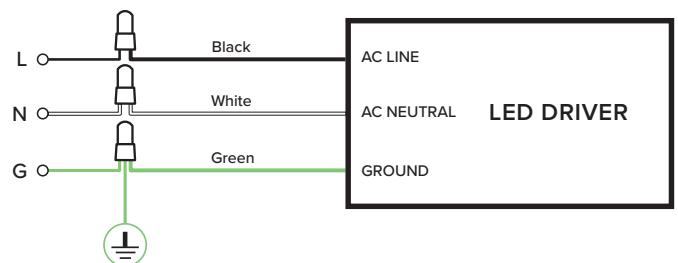 L
Black
AC LINE
N
White
AC NEUTRAL
LED DRIVER
G
Green
GROUND